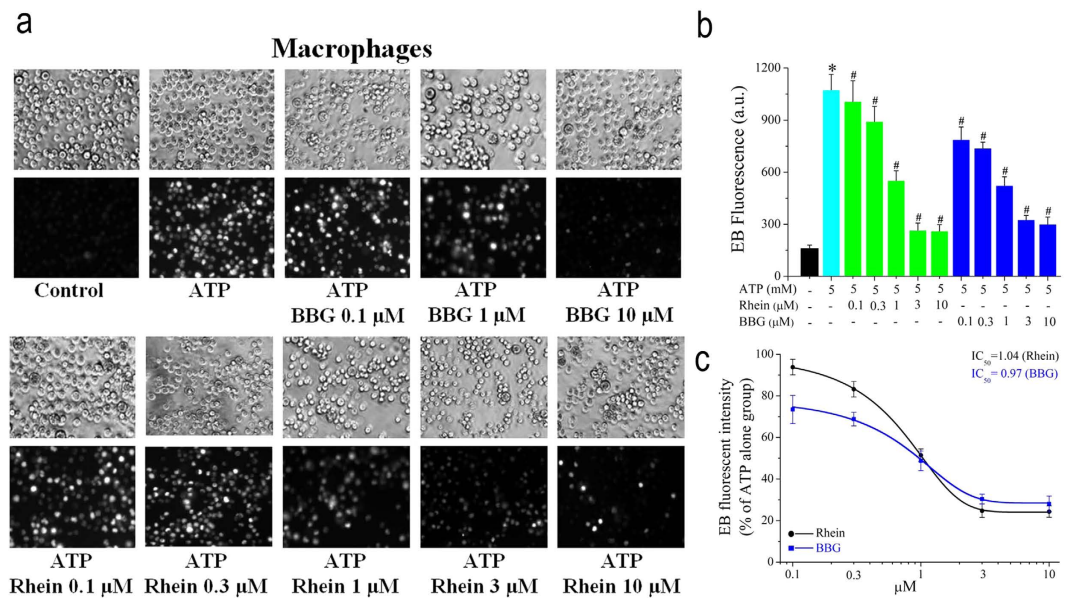 a
Macrophages
Control
ATP
ATP
BBG 0.1 µM
ATP
BBG 1 µM
ATP
BBG 10 µM
ATP
Rhein 0.1 µM
ATP
Rhein 0.3 µM
ATP
Rhein 1 µM
ATP
Rhein 3 µM
ATP
Rhein 10 µM
b
EB Fluorescence (a.u.)
1200
900
600
300
0
* # # # # # # # # # #
ATP (mM) - 5 5 5 5 5 5 5 5 5 5 5
Rhein (µM) - - 0.1 0.3 1 3 10 - - - - -
BBG (µM) - - - - - - - 0.1 0.3 1 3 10
c
EB fluorescent intensity
(% of ATP alone group)
100
80
60
40
20
0
IC50=1.04 (Rhein)
IC50= 0.97 (BBG)
Rhein
BBG
0.1 0.3 1 3 10
µM